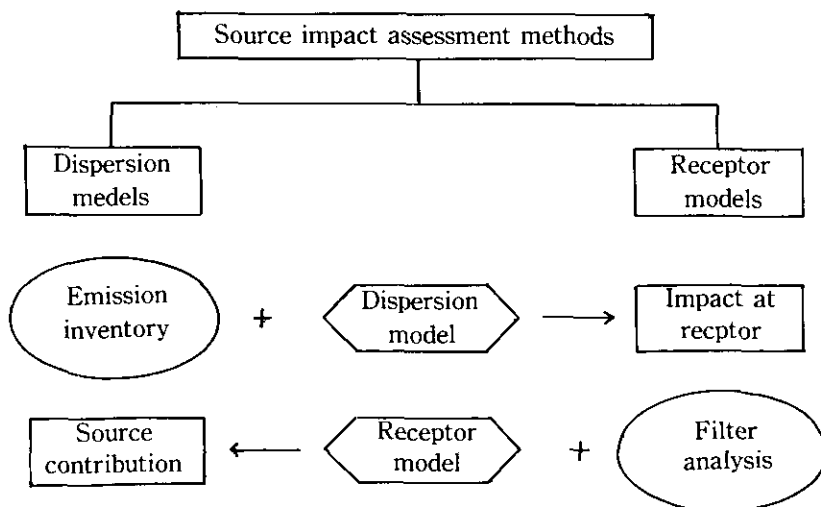 Source impact assessment methods
Dispersion
medels
Receptor
models
Emission
inventory
+
Dispersion
model
Impact at
recptor
Source
contribution
Receptor
model
+
Filter
analysis